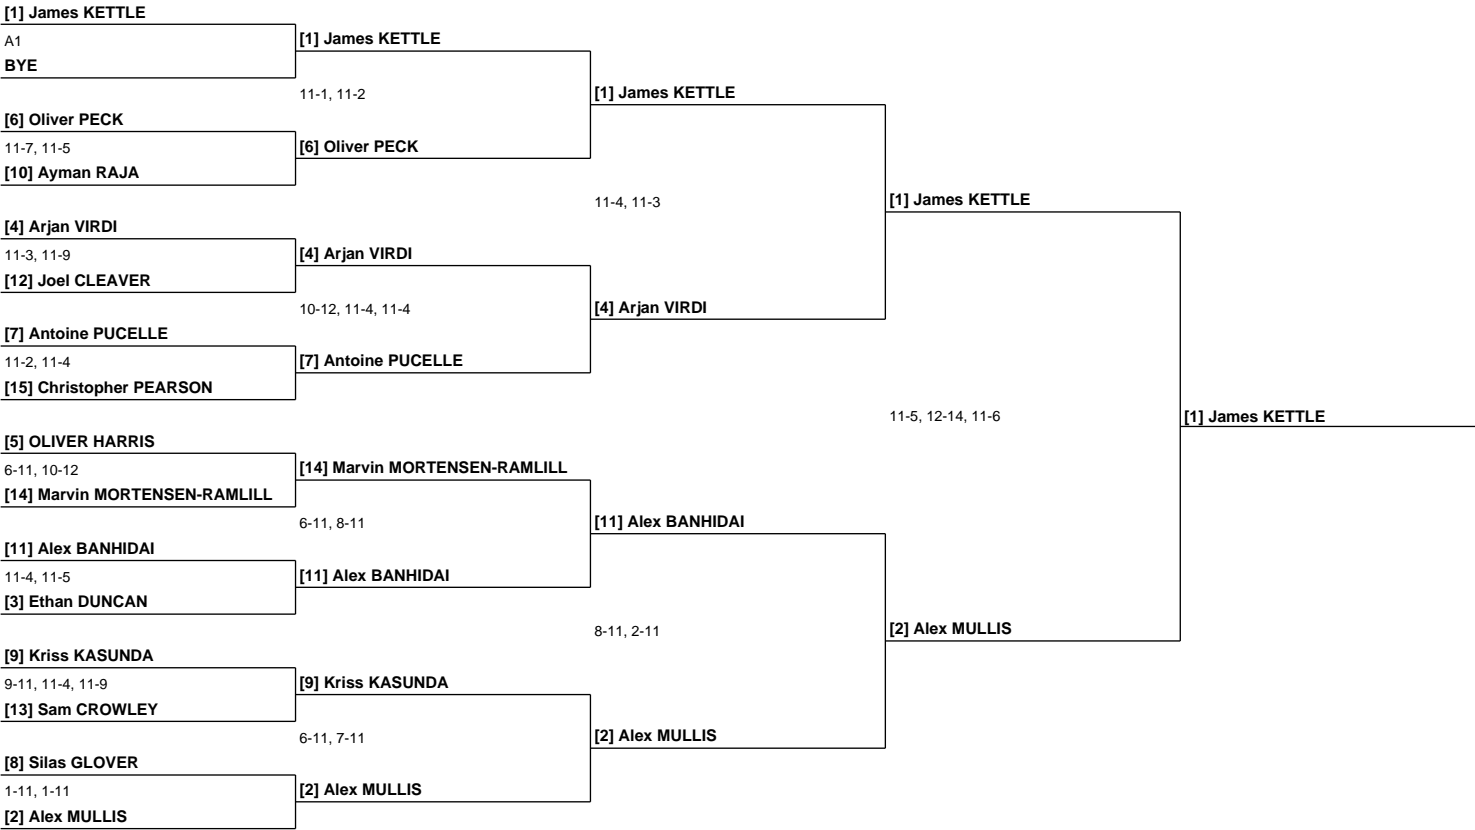 [1] James KETTLE
A1
BYE
[6] Oliver PECK
11-7, 11-5
[10] Ayman RAJA
[4] Arjan VIRDI
11-3, 11-9
[12] Joel CLEAVER
[7] Antoine PUCELLE
11-2, 11-4
[15] Christopher PEARSON
[5] OLIVER HARRIS
6-11, 10-12
[14] Marvin MORTENSEN-RAMLILL
[11] Alex BANHIDAI
11-4, 11-5
[3] Ethan DUNCAN
[9] Kriss KASUNDA
9-11, 11-4, 11-9
[13] Sam CROWLEY
[8] Silas GLOVER
1-11, 1-11
[2] Alex MULLIS
[1] James KETTLE
11-1, 11-2
[6] Oliver PECK
[4] Arjan VIRDI
10-12, 11-4, 11-4
[7] Antoine PUCELLE
[14] Marvin MORTENSEN-RAMLILL
6-11, 8-11
[11] Alex BANHIDAI
[9] Kriss KASUNDA
6-11, 7-11
[2] Alex MULLIS
[1] James KETTLE
11-4, 11-3
[4] Arjan VIRDI
[11] Alex BANHIDAI
8-11, 2-11
[2] Alex MULLIS
[1] James KETTLE
11-5, 12-14, 11-6
[2] Alex MULLIS
[1] James KETTLE